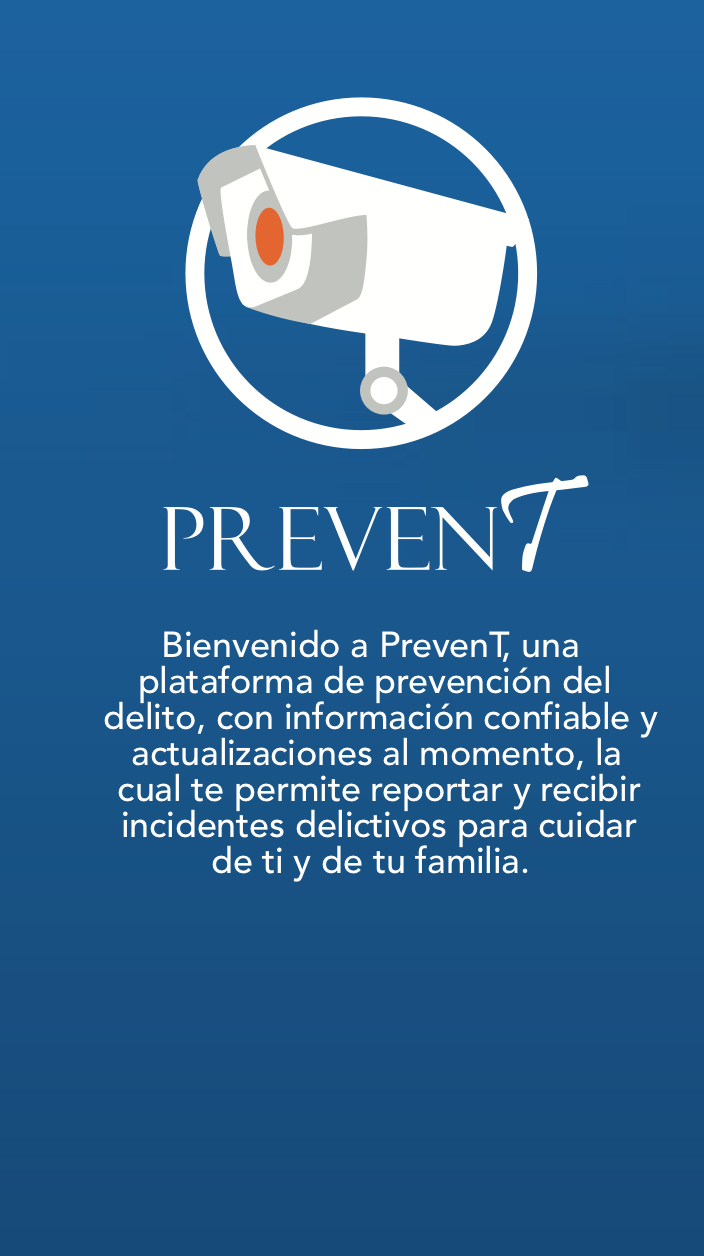 PREVENT
Bienvenido a PrevenT, una
plataforma de prevención del
delito, con información confiable y
actualizaciones al momento, la
cual te permite reportar y recibir
incidentes delictivos para cuidar
de ti y de tu familia.